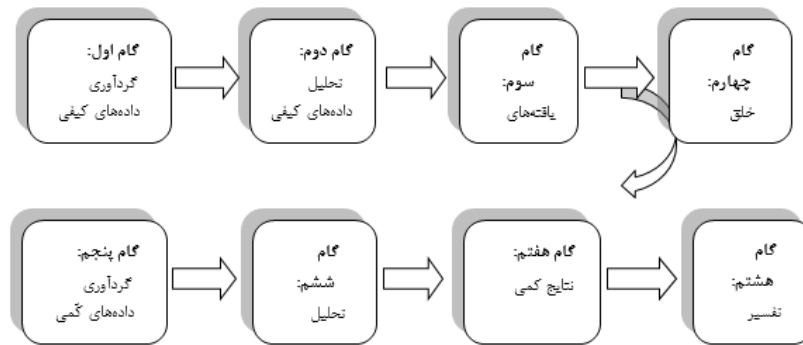 گام اول:
گردآوری
داده‌های کیفی
گام دوم:
تحلیل
داده‌های کیفی
گام
سوم:
یافته‌های
گام
چهارم:
خلق
گام پنجم:
گردآوری
داده‌های کمّی
گام
ششم:
تحلیل
گام هفتم:
نتایج کمی
گام
هشتم:
تفسیر